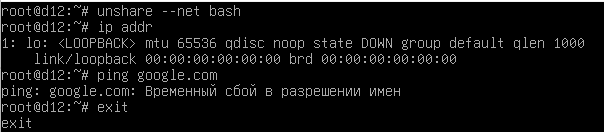 root@d12:~# unshare --net bash
root@d12:~# ip addr
1: lo: <LOOPBACK> mtu 65536 qdisc noop state DOWN group default qlen 1000
    link/loopback 00:00:00:00:00:00 brd 00:00:00:00:00:00
root@d12:~# ping google.com
ping: google.com: Временный сбой в разрешении имен
root@d12:~# exit
exit